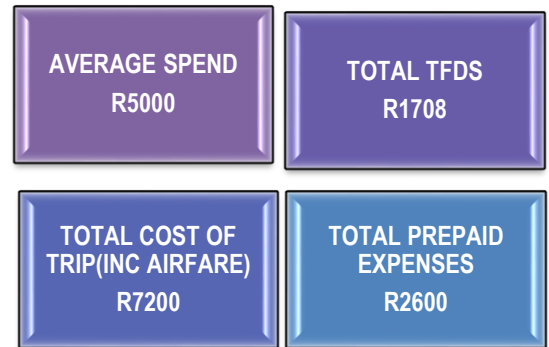 AVERAGE SPEND
R5000
TOTAL TFDS
R1708
TOTAL COST OF
TRIP(INC AIRFARE)
R7200
TOTAL PREPAID
EXPENSES
R2600